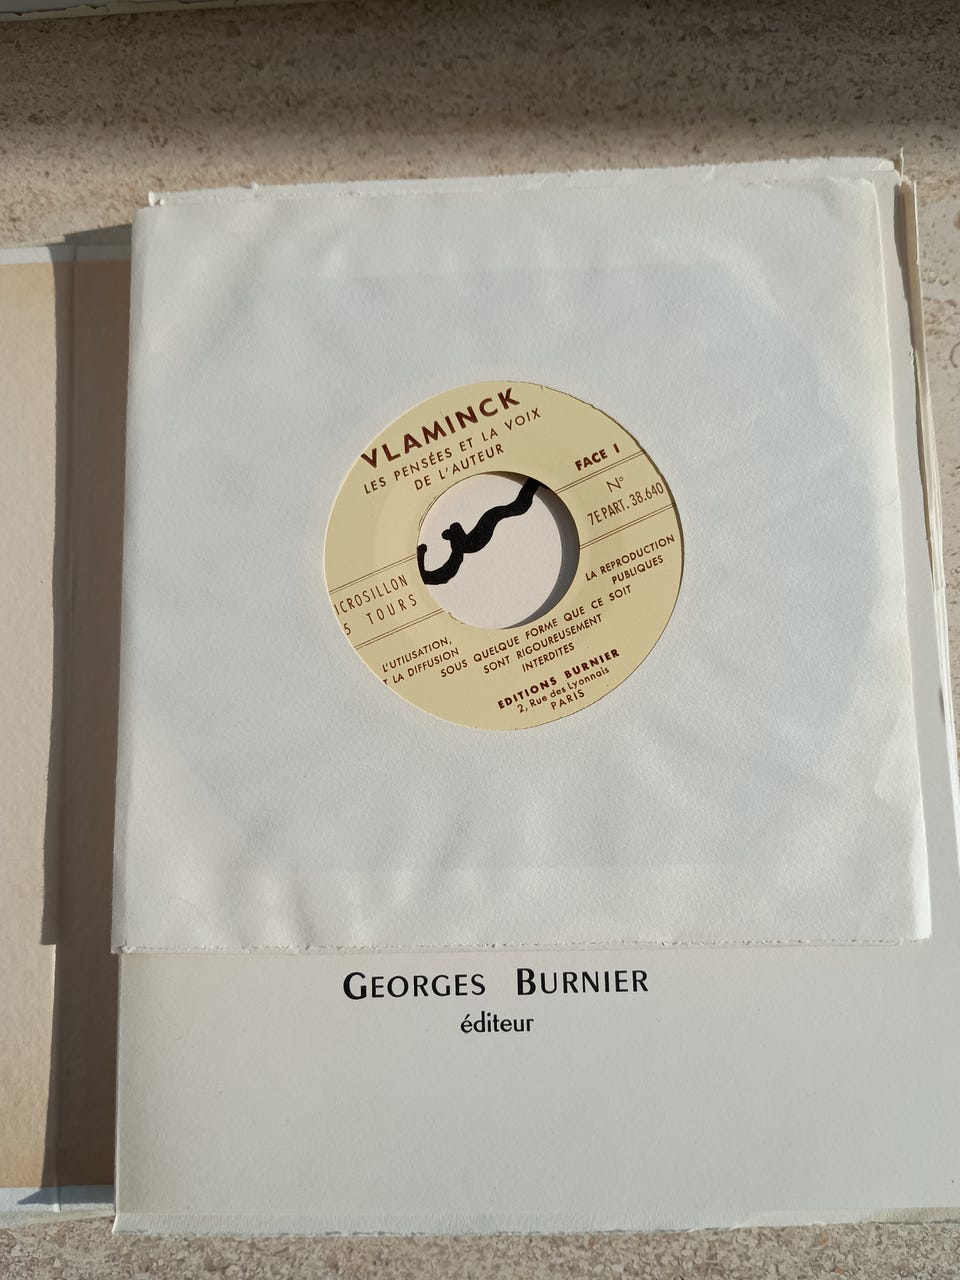 VLAMINCK
LES PENSÉES ET LA VOIX
DE L'AUTEUR
FACE 1
N°
7E PART. 38.640
ICROSILLON
5 TOURS
L'UTILISATION,
LA REPRODUCTION
T LA DIFFUSION
PUBLIQUES
SOUS QUELQUE FORME QUE CE SOIT
SONT RIGOUREUSEMENT
INTERDITES
EDITIONS BURNIER
2, Rue des Lyonnais
PARIS
GEORGES BURNIER
éditeur